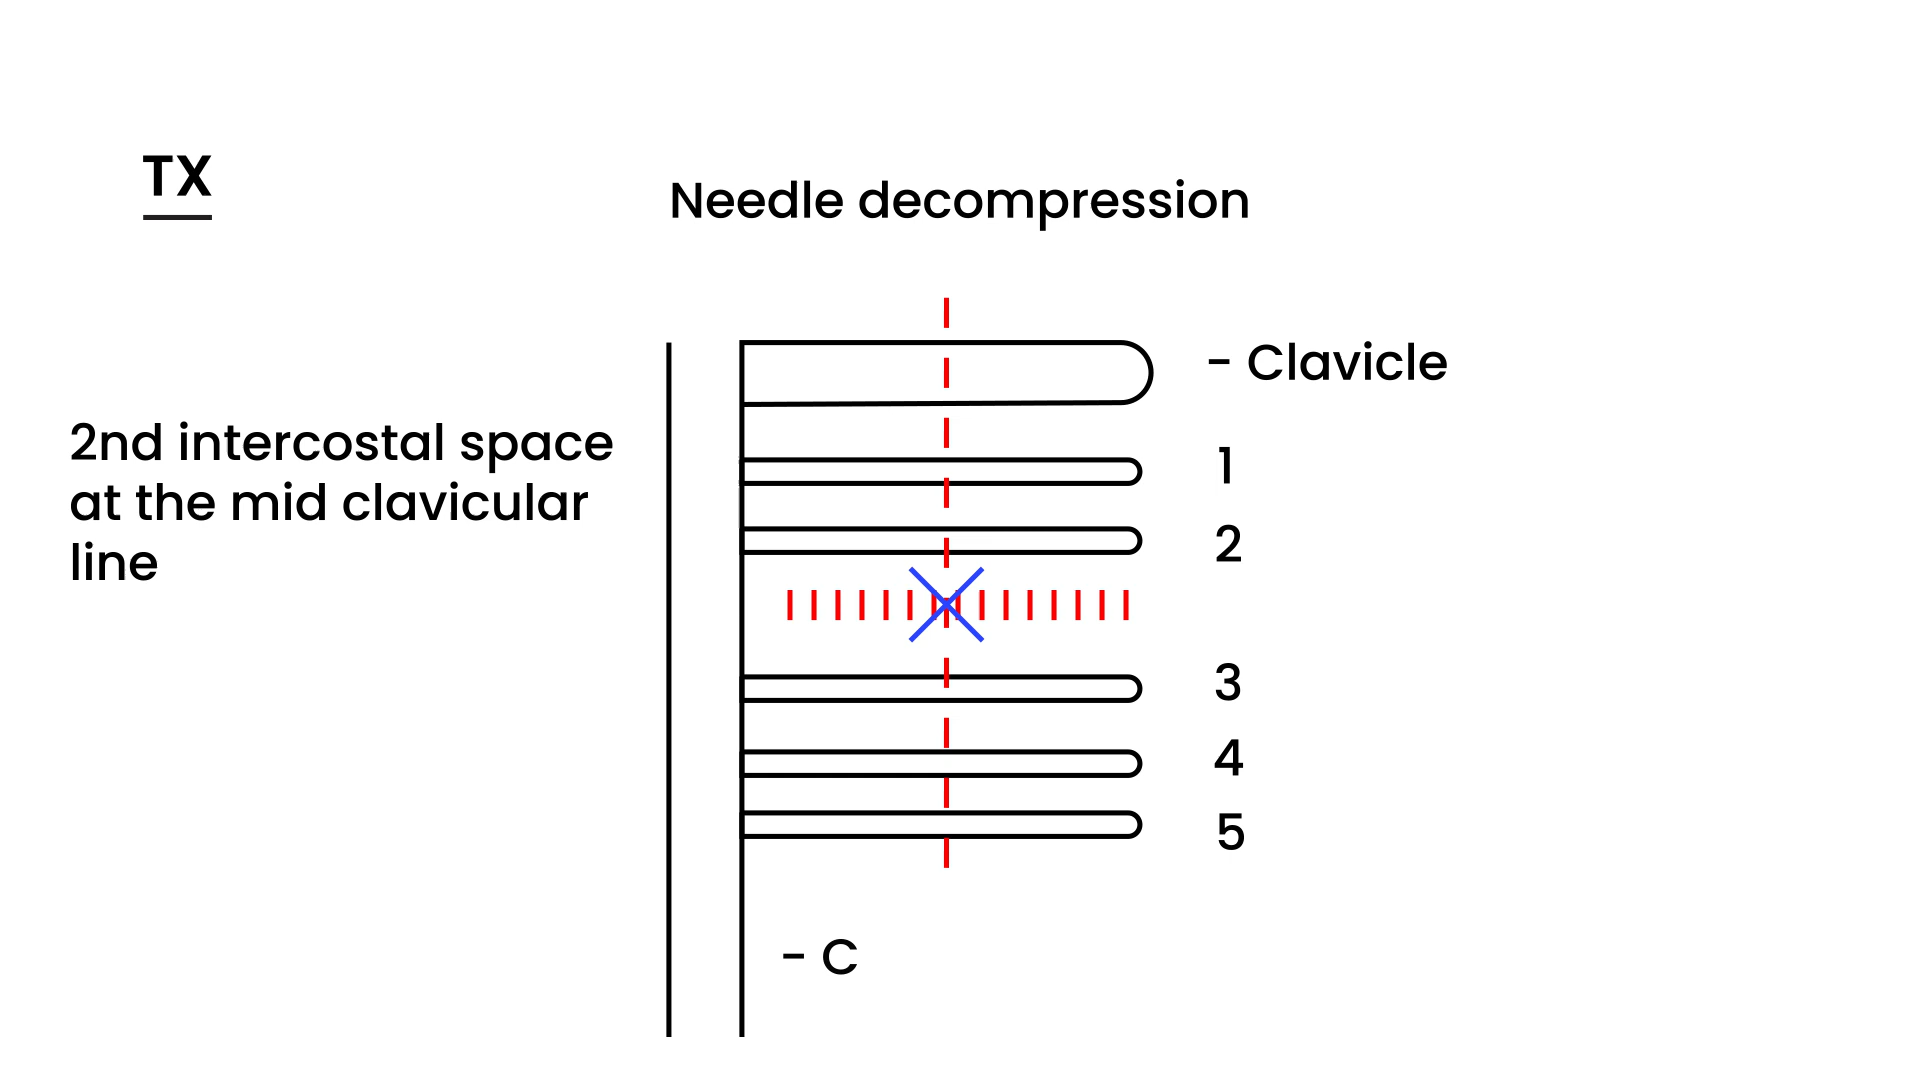 TX
Needle decompression
2nd intercostal space
at the mid clavicular
line
- Clavicle
1
2
3
4
5
- C